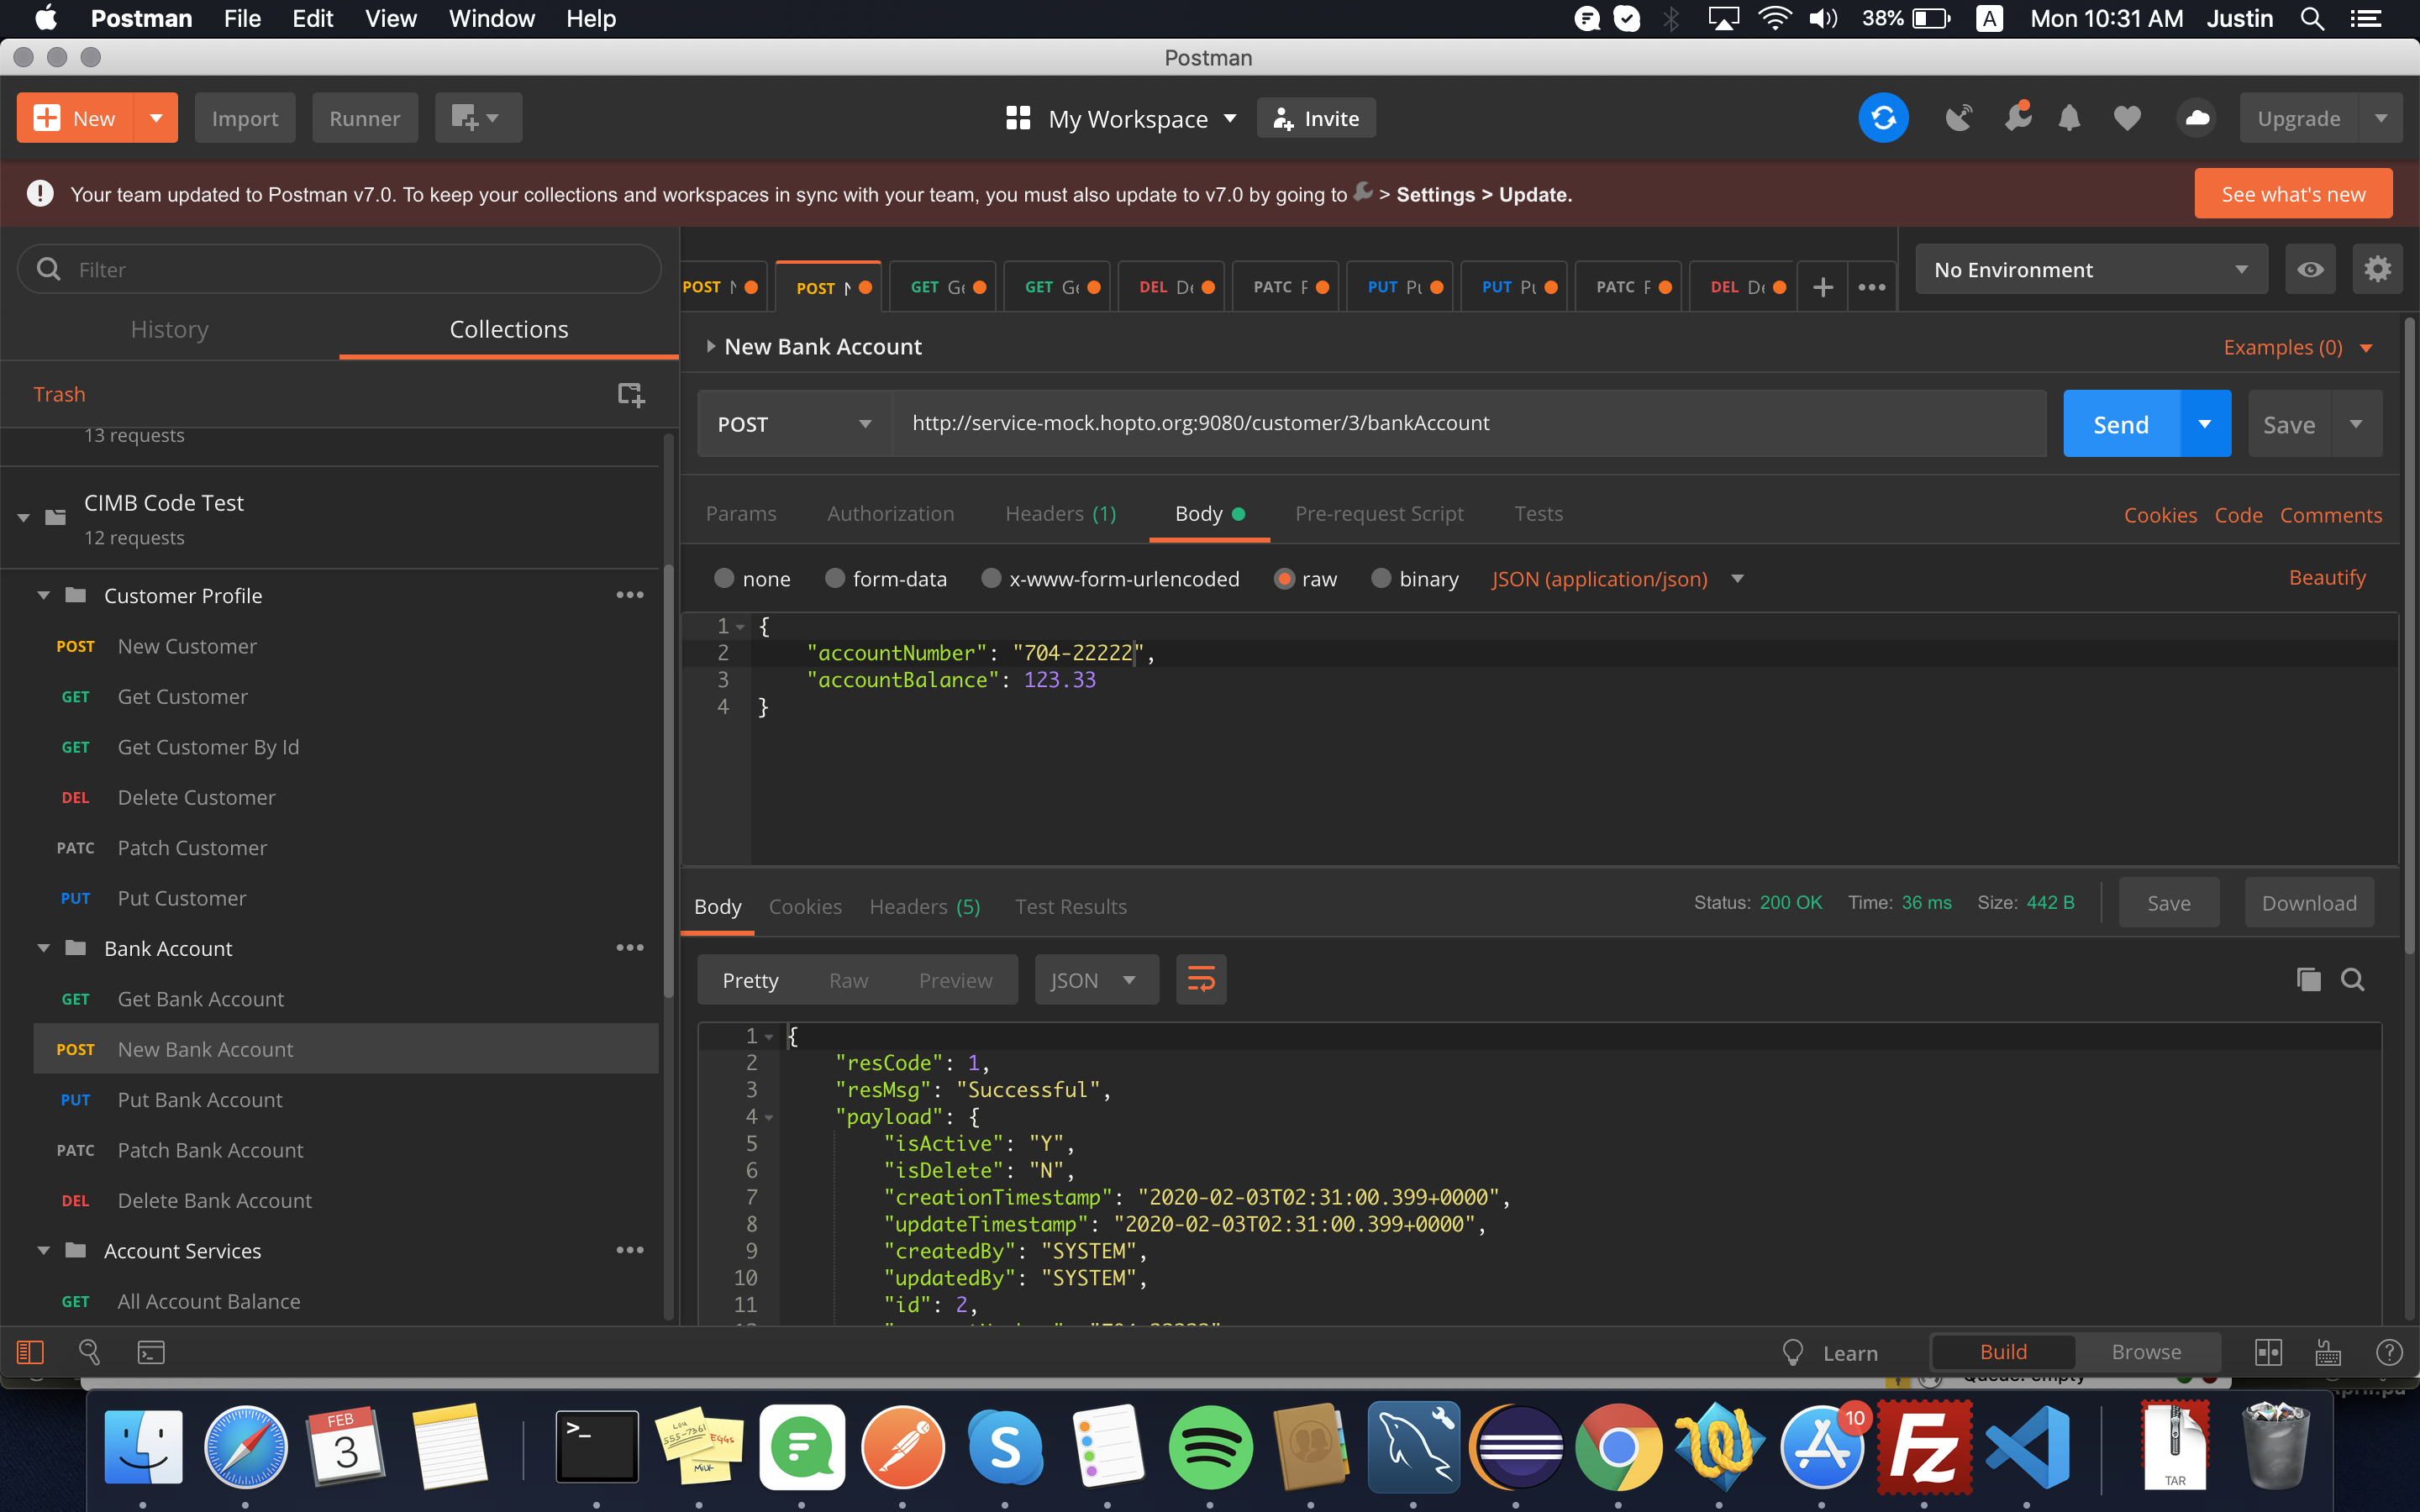 Postman File Edit View Window Help 38% A Mon 10:31 AM Justin
Postman
New Import Runner My Workspace Invite Upgrade
Your team updated to Postman v7.0. To keep your collections and workspaces in sync with your team, you must also update to v7.0 by going to > Settings > Update. See what's new
Filter
POST POST GET GET DEL PATC PUT PUT PATC DEL No Environment
History Collections
New Bank Account Examples (0)
Trash
13 requests
POST http://service-mock.hopto.org:9080/customer/3/bankAccount Send Save
CIMB Code Test
12 requests
Params Authorization Headers (1) Body Pre-request Script Tests Cookies Code Comments
none form-data x-www-form-urlencoded raw binary JSON (application/json) Beautify
Customer Profile
POST New Customer
GET Get Customer
GET Get Customer By Id
DEL Delete Customer
PATC Patch Customer
PUT Put Customer
Bank Account
GET Get Bank Account
POST New Bank Account
PUT Put Bank Account
PATC Patch Bank Account
DEL Delete Bank Account
Account Services
GET All Account Balance
1 {
2 "accountNumber": "704-22222",
3 "accountBalance": 123.33
4 }
Body Cookies Headers (5) Test Results Status: 200 OK Time: 36 ms Size: 442 B Save Download
Pretty Raw Preview JSON
1 {
2 "resCode": 1,
3 "resMsg": "Successful",
4 "payload": {
5 "isActive": "Y",
6 "isDelete": "N",
7 "creationTimestamp": "2020-02-03T02:31:00.399+0000",
8 "updateTimestamp": "2020-02-03T02:31:00.399+0000",
9 "createdBy": "SYSTEM",
10 "updatedBy": "SYSTEM",
11 "id": 2,
Learn Build Browse
FEB
3
10
TAR